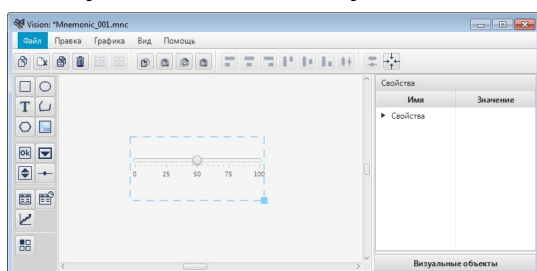 Vision: *Mnemonic_001.mnc
Файл Правка Графика Вид Помощь
Свойства
Имя Значение
Свойства
T
Ok
0 25 50 75 100
Визуальные объекты